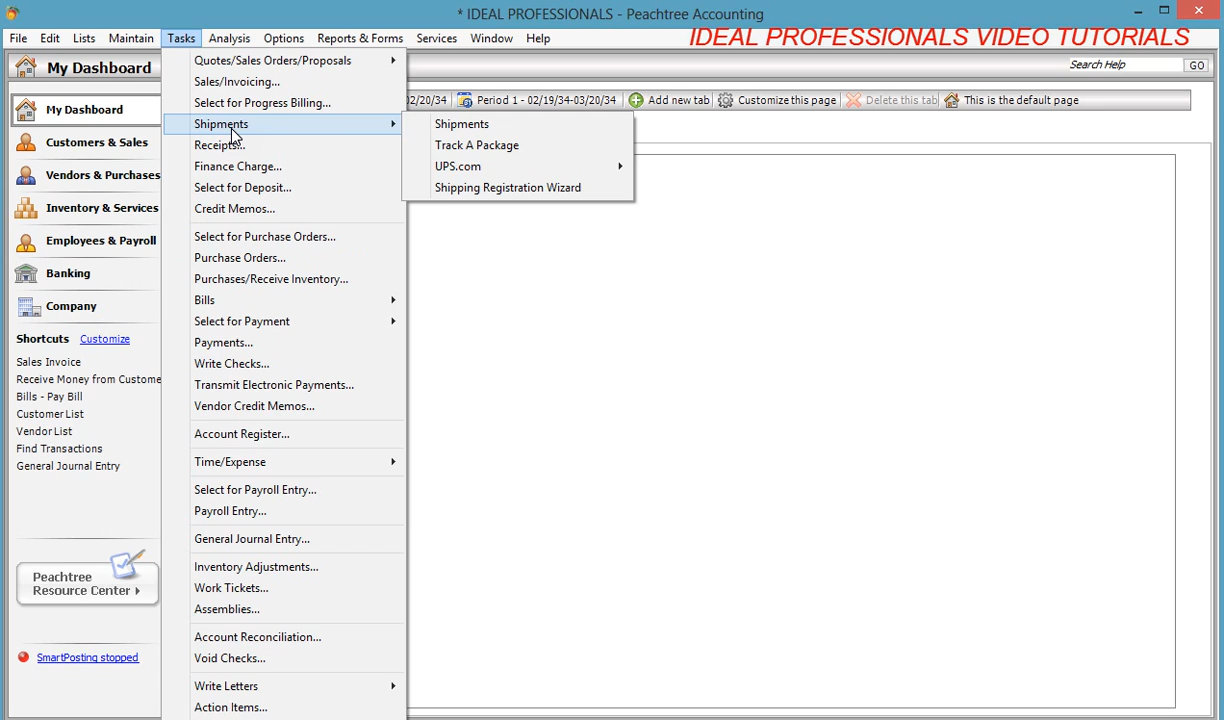 * IDEAL PROFESSIONALS - Peachtree Accounting
File Edit Lists Maintain Tasks Analysis Options Reports & Forms Services Window Help
IDEAL PROFESSIONALS VIDEO TUTORIALS
My Dashboard
Search Help GO
02/20/34 Period 1 - 02/19/34-03/20/34 Add new tab Customize this page Delete this tab This is the default page
My Dashboard
Customers & Sales
Vendors & Purchases
Inventory & Services
Employees & Payroll
Banking
Company
Shortcuts Customize
Sales Invoice
Receive Money from Custome
Bills - Pay Bill
Customer List
Vendor List
Find Transactions
General Journal Entry
Peachtree
Resource Center
SmartPosting stopped
Quotes/Sales Orders/Proposals
Sales/Invoicing...
Select for Progress Billing...
Shipments
Receipts...
Finance Charge...
Select for Deposit...
Credit Memos...
Select for Purchase Orders...
Purchase Orders...
Purchases/Receive Inventory...
Bills
Select for Payment
Payments...
Write Checks...
Transmit Electronic Payments...
Vendor Credit Memos...
Account Register...
Time/Expense
Select for Payroll Entry...
Payroll Entry...
General Journal Entry...
Inventory Adjustments...
Work Tickets...
Assemblies...
Account Reconciliation...
Void Checks...
Write Letters
Action Items...
Shipments
Track A Package
UPS.com
Shipping Registration Wizard